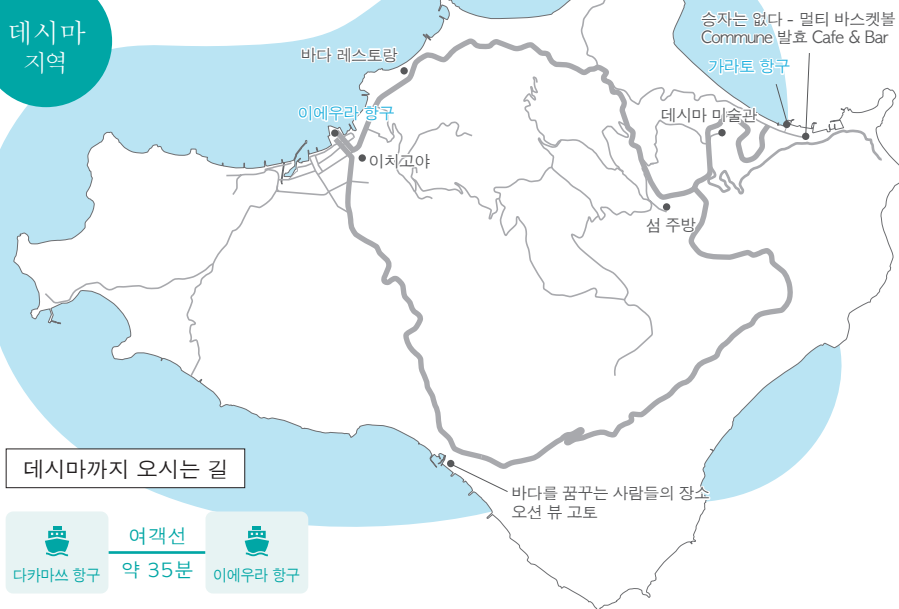 데시마
지역
승자는 없다 - 멀티 바스켓볼
Commune 발효 Cafe & Bar
바다 레스토랑
가라토 항구
이에우라 항구
데시마 미술관
이치고야
섬 주방
데시마까지 오시는 길
바다를 꿈꾸는 사람들의 장소
오션 뷰 고토
여객선
약 35분
다카마쓰 항구
이에우라 항구